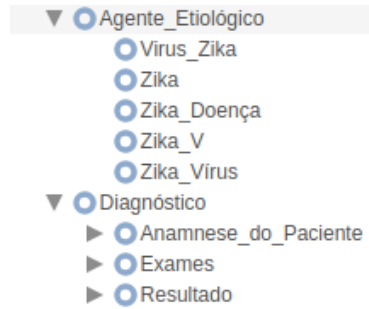 Agente_Etiológico
Virus_Zika
Zika
Zika_Doença
Zika_V
Zika_Vírus
Diagnóstico
Anamnese_do_Paciente
Exames
Resultado